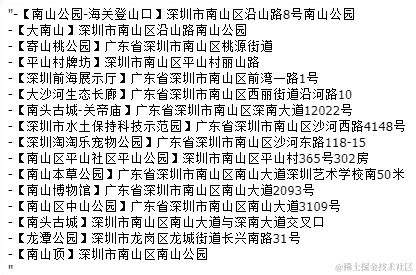 "-【南山公园-海关登山口】深圳市南山区沿山路8号南山公园
-【大南山】深圳市南山区沿山路南山公园
-【寄山桃公园】广东省深圳市南山区桃源街道
-【平山村牌坊】深圳市南山区平山村丽山路
-【深圳前海展示厅】广东省深圳市南山区前湾一路1号
-【大沙河生态长廊】广东省深圳市南山区西丽街道沿河路10
-【南头古城-关帝庙】广东省深圳市南山区深南大道12022号
-【深圳市水土保持科技示范园】广东省深圳市南山区沙河西路4148号
-【深圳淘淘乐宠物公园】广东省深圳市南山区沙河东路118-15
-【南山区平山社区平山公园】深圳市南山区平山村365号302房
-【南山本草公园】广东省深圳市南山区南山大道深圳艺术学校南50米
-【南山博物馆】广东省深圳市南山区南山大道2093号
-【南山区中山公园】广东省深圳市南山区南山大道3109号
-【南头古城】深圳市南山区南山大道与深南大道交叉口
-【龙潭公园】深圳市龙岗区龙城街道长兴南路31号
-【南山顶】深圳市南山区南山公园
"
@稀土掘金技术社区